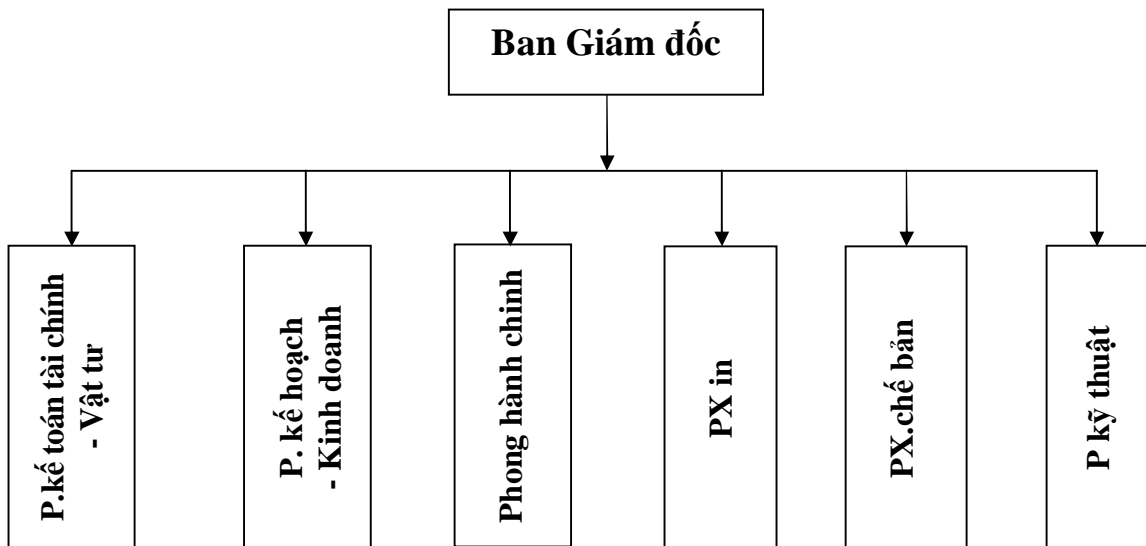 Ban Giám đốc
P.kế toán tài chính
- Vật tư
P. kế hoạch
- Kinh doanh
Phong hành chinh
PX in
PX.chế bản
P kỹ thuật